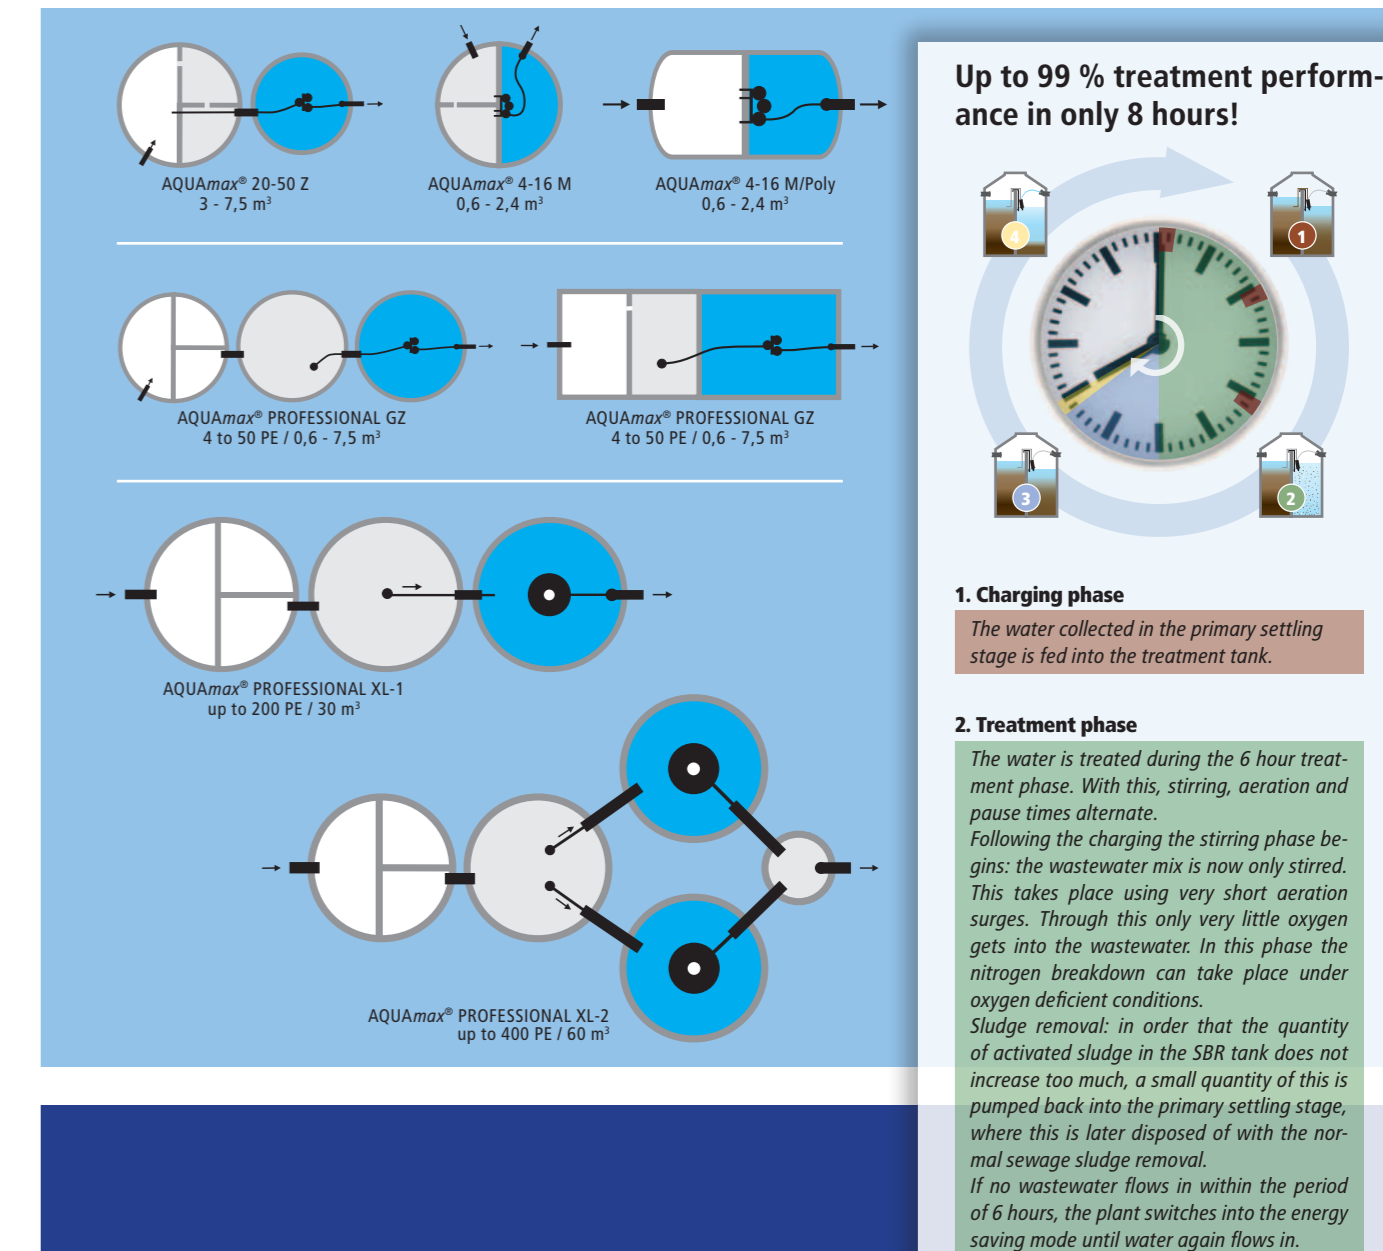 AQUAmax® 20-50 Z
3 - 7,5 m³
AQUAmax® 4-16 M
0,6 - 2,4 m³
AQUAmax® 4-16 M/Poly
0,6 - 2,4 m³
AQUAmax® PROFESSIONAL GZ
4 to 50 PE / 0,6 - 7,5 m³
AQUAmax® PROFESSIONAL GZ
4 to 50 PE / 0,6 - 7,5 m³
AQUAmax® PROFESSIONAL XL-1
up to 200 PE / 30 m³
AQUAmax® PROFESSIONAL XL-2
up to 400 PE / 60 m³
Up to 99 % treatment perform-
ance in only 8 hours!
4
1
3
2
1. Charging phase
The water collected in the primary settling
stage is fed into the treatment tank.
2. Treatment phase
The water is treated during the 6 hour treat-
ment phase. With this, stirring, aeration and
pause times alternate.
Following the charging the stirring phase be-
gins: the wastewater mix is now only stirred.
This takes place using very short aeration
surges. Through this only very little oxygen
gets into the wastewater. In this phase the
nitrogen breakdown can take place under
oxygen deficient conditions.
Sludge removal: in order that the quantity
of activated sludge in the SBR tank does not
increase too much, a small quantity of this is
pumped back into the primary settling stage,
where this is later disposed of with the nor-
mal sewage sludge removal.
If no wastewater flows in within the period
of 6 hours, the plant switches into the energy
saving mode until water again flows in.